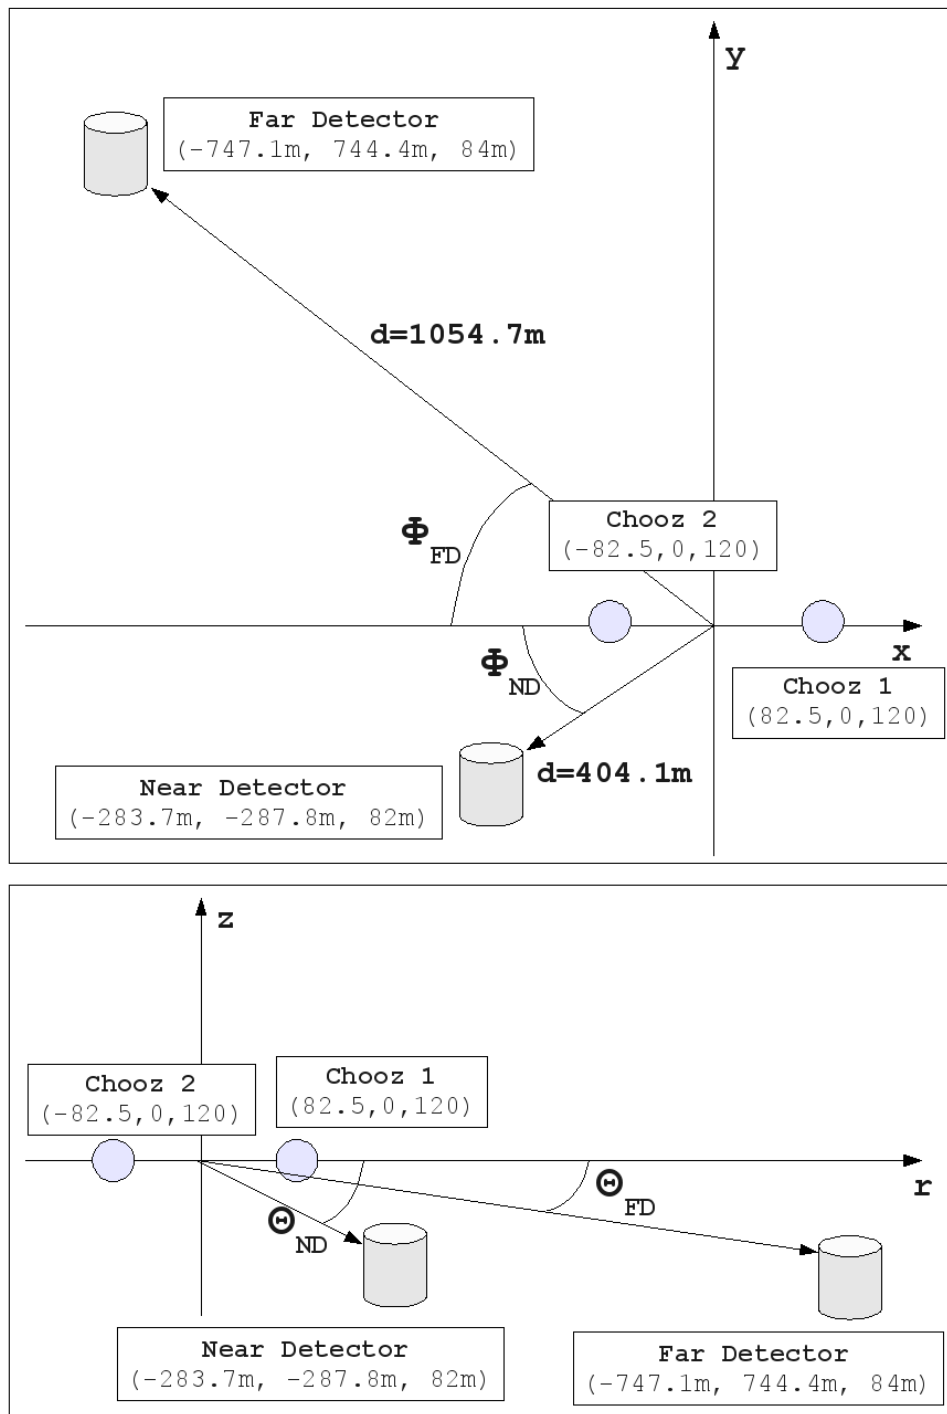 y
Far Detector
(-747.1m, 744.4m, 84m)
d=1054.7m
Chooz 2
(-82.5,0,120)
Φ
FD
x
Φ
ND
Chooz 1
(82.5,0,120)
d=404.1m
Near Detector
(-283.7m, -287.8m, 82m)
z
Chooz 2
(-82.5,0,120)
Chooz 1
(82.5,0,120)
r
Θ
FD
Θ
ND
Near Detector
(-283.7m, -287.8m, 82m)
Far Detector
(-747.1m, 744.4m, 84m)